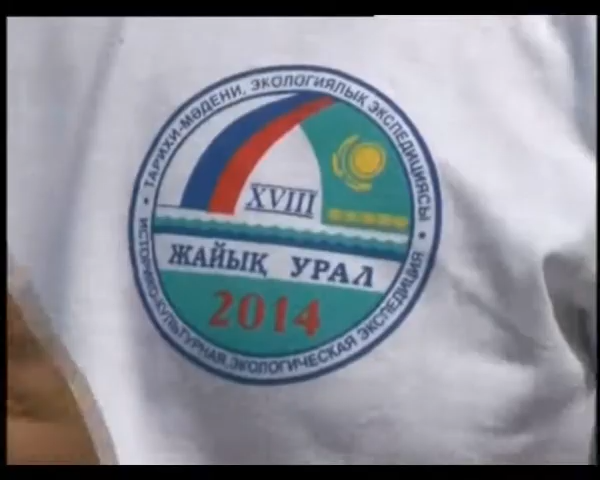 ТАРИХИ-МӘДЕНИ, ЭКОЛОГИЯЛЫҚ ЭКСПЕДИЦИЯСЫ
XVIII
ЖАЙЫҚ УРАЛ
2014
ИСТОРИКО-КУЛЬТУРНАЯ, ЭКОЛОГИЧЕСКАЯ ЭКСПЕДИЦИЯ